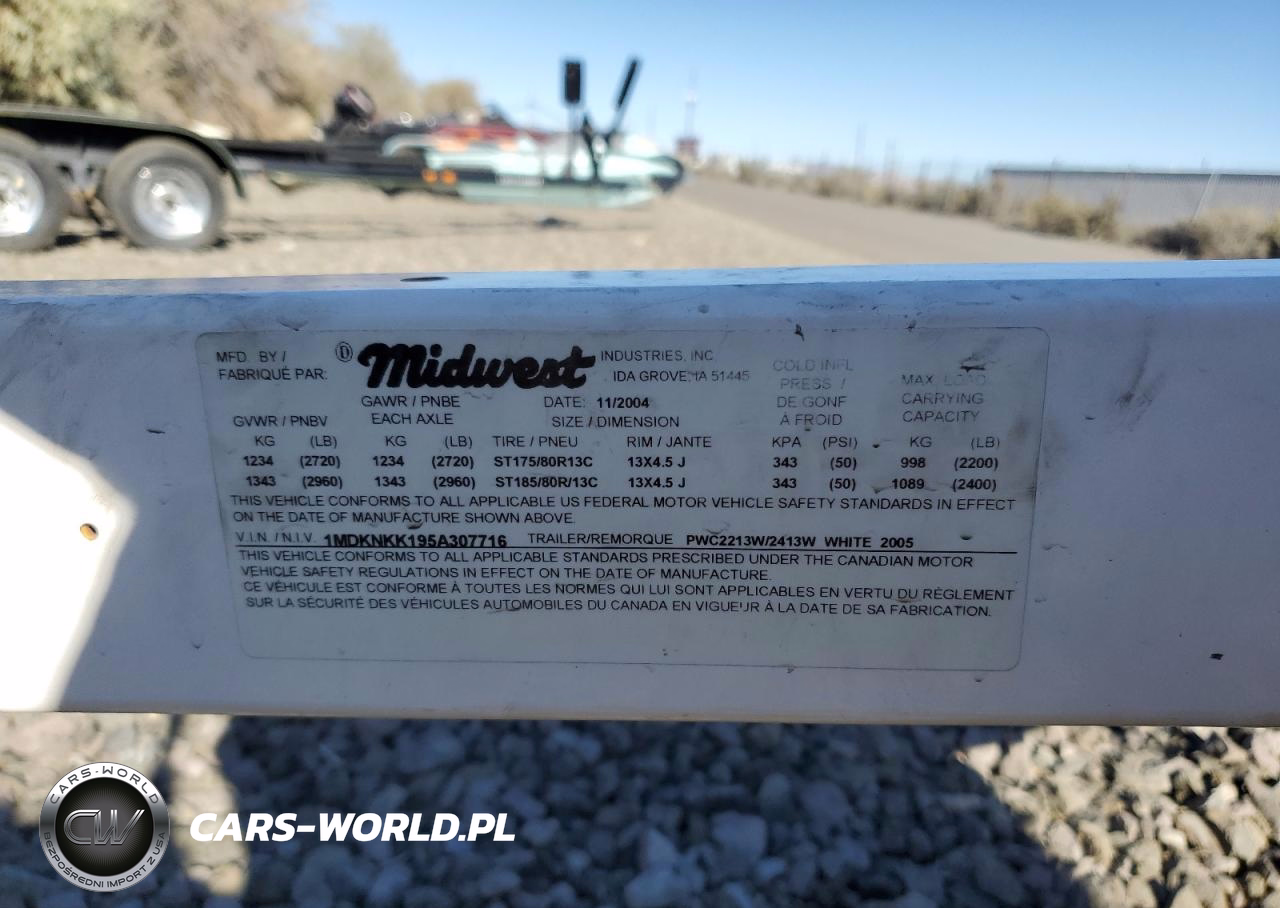 MFD. BY /
FABRIQUÉ PAR:
Ⓓ Midwest
INDUSTRIES, INC.
IDA GROVE, IA 51445
GAWR / PNBE
DATE: 11/2004
GVWR / PNBV
EACH AXLE
SIZE / DIMENSION
COLD INFL
PRESS /
DE GONF
À FROID
MAX. LOAD
CARRYING
CAPACITY
KG (LB) KG (LB) TIRE / PNEU RIM / JANTE KPA (PSI) KG (LB)
1234 (2720) 1234 (2720) ST175/80R13C 13X4.5 J 343 (50) 998 (2200)
1343 (2960) 1343 (2960) ST185/80R/13C 13X4.5 J 343 (50) 1089 (2400)
THIS VEHICLE CONFORMS TO ALL APPLICABLE US FEDERAL MOTOR VEHICLE SAFETY STANDARDS IN EFFECT
ON THE DATE OF MANUFACTURE SHOWN ABOVE.
V.I.N. / N.I.V. 1MDKNKK195A307716 TRAILER/REMORQUE PWC2213W/2413W WHITE 2005
THIS VEHICLE CONFORMS TO ALL APPLICABLE STANDARDS PRESCRIBED UNDER THE CANADIAN MOTOR
VEHICLE SAFETY REGULATIONS IN EFFECT ON THE DATE OF MANUFACTURE.
CE VÉHICULE EST CONFORME À TOUTES LES NORMES QUI LUI SONT APPLICABLES EN VERTU DU RÈGLEMENT
SUR LA SÉCURITÉ DES VÉHICULES AUTOMOBILES DU CANADA EN VIGUEUR À LA DATE DE SA FABRICATION.
CARS-WORLD
CW
BEZPOŚREDNI IMPORT Z USA
CARS-WORLD.PL